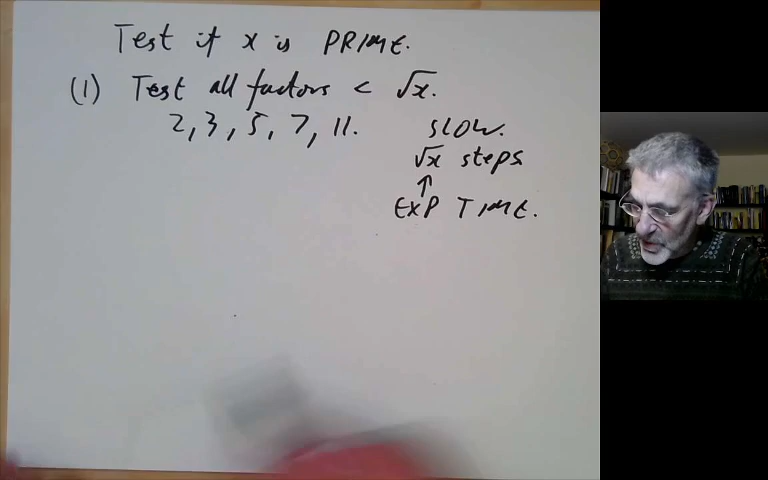 Test if x is PRIME.
(1) Test all factors < √x.
2, 3, 5, 7, 11.
SLOW.
√x steps
↑
EXP TIME.